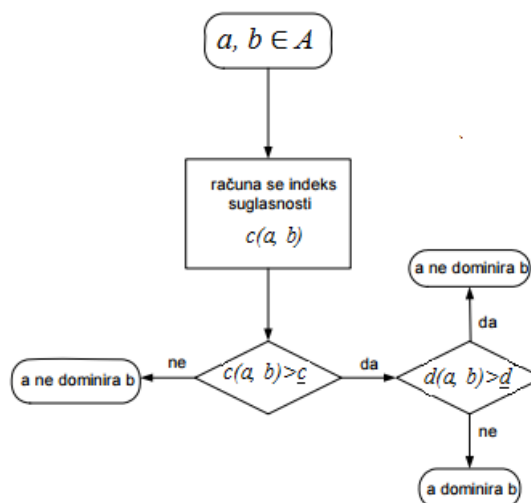 a, b ∈ A
računa se indeks
suglasnosti
c(a, b)
a ne dominira b
da
ne
c(a, b)>c
da
d(a, b)>d
a ne dominira b
ne
a dominira b